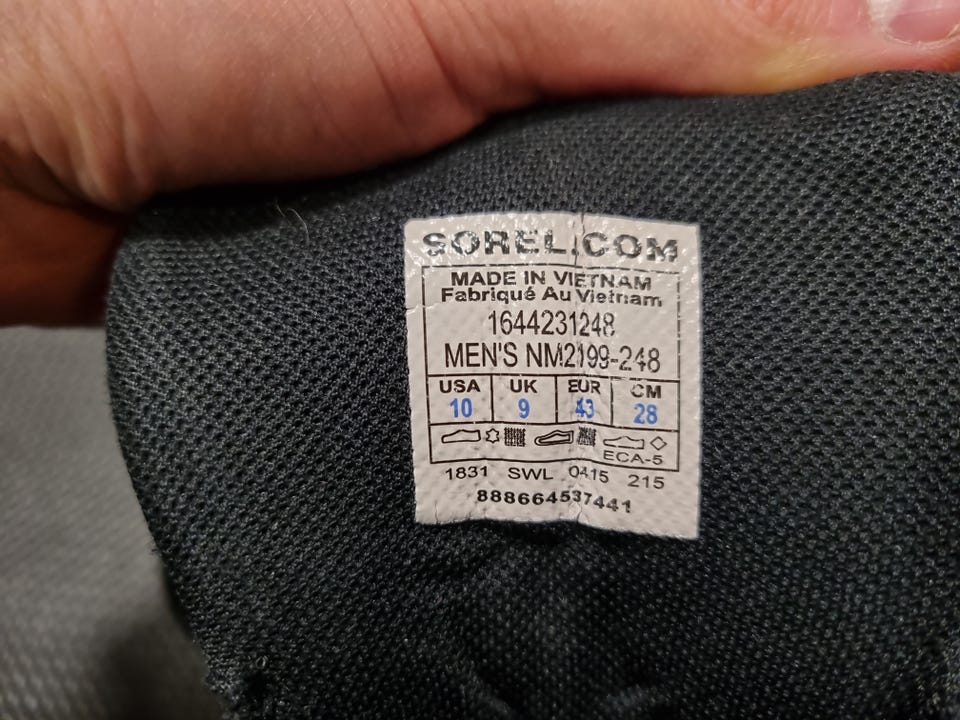 SOREL.COM
MADE IN VIETNAM
Fabriqué Au Vietnam
1644231248
MEN'S NM2199-248
USA UK EUR CM
10 9 43 28
ECA-5
1831 SWL 0415 215
888664537441